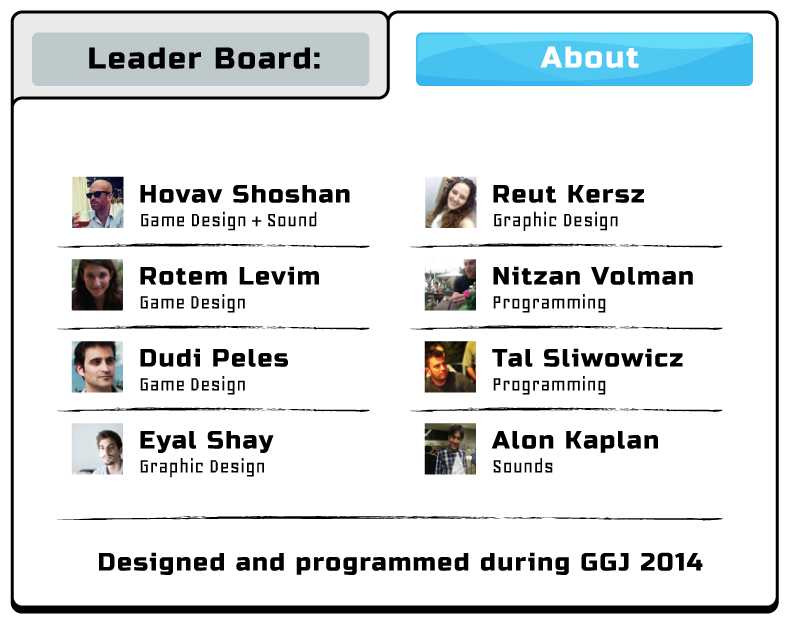 Leader Board:
About
Hovav Shoshan
Game Design + Sound
Rotem Levim
Game Design
Dudi Peles
Game Design
Eyal Shay
Graphic Design
Reut Kersz
Graphic Design
Nitzan Volman
Programming
Tal Sliwowicz
Programming
Alon Kaplan
Sounds
Designed and programmed during GGJ 2014